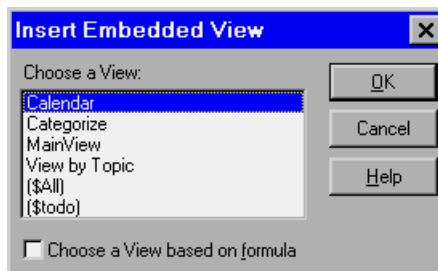 Insert Embedded View
Choose a View:
Calendar
Categorize
MainView
View by Topic
($All)
($todo)
Choose a View based on formula
OK
Cancel
Help